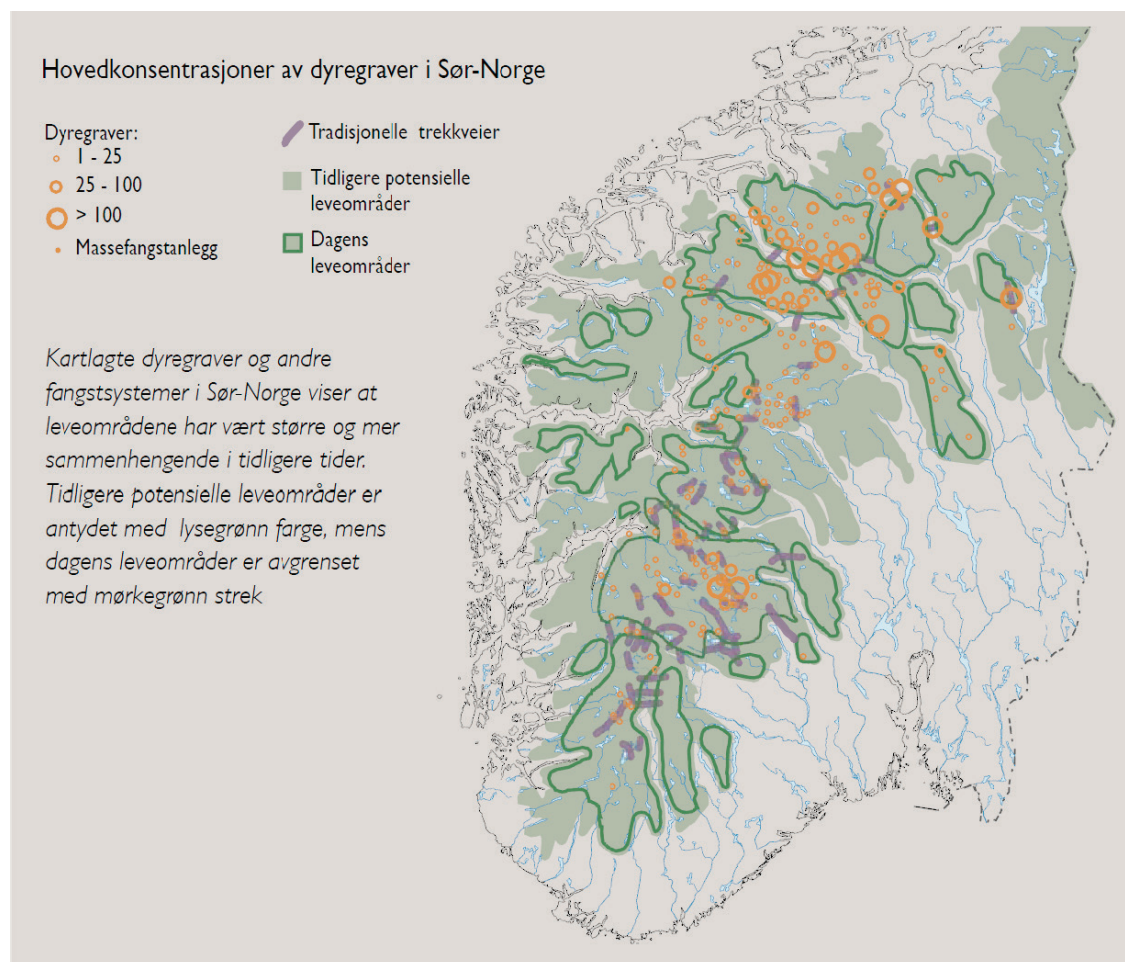 Hovedkonsentrasjoner av dyregraver i Sør-Norge
Dyregraver:
1 - 25
25 - 100
> 100
Massefangstanlegg
Tradisjonelle trekkveier
Tidligere potensielle
leveområder
Dagens
leveområder
Kartlagte dyregraver og andre
fangstsystemer i Sør-Norge viser at
leveområdene har vært større og mer
sammenhengende i tidligere tider.
Tidligere potensielle leveområder er
antydet med lysegrønn farge, mens
dagens leveområder er avgrenset
med mørkegrønn strek